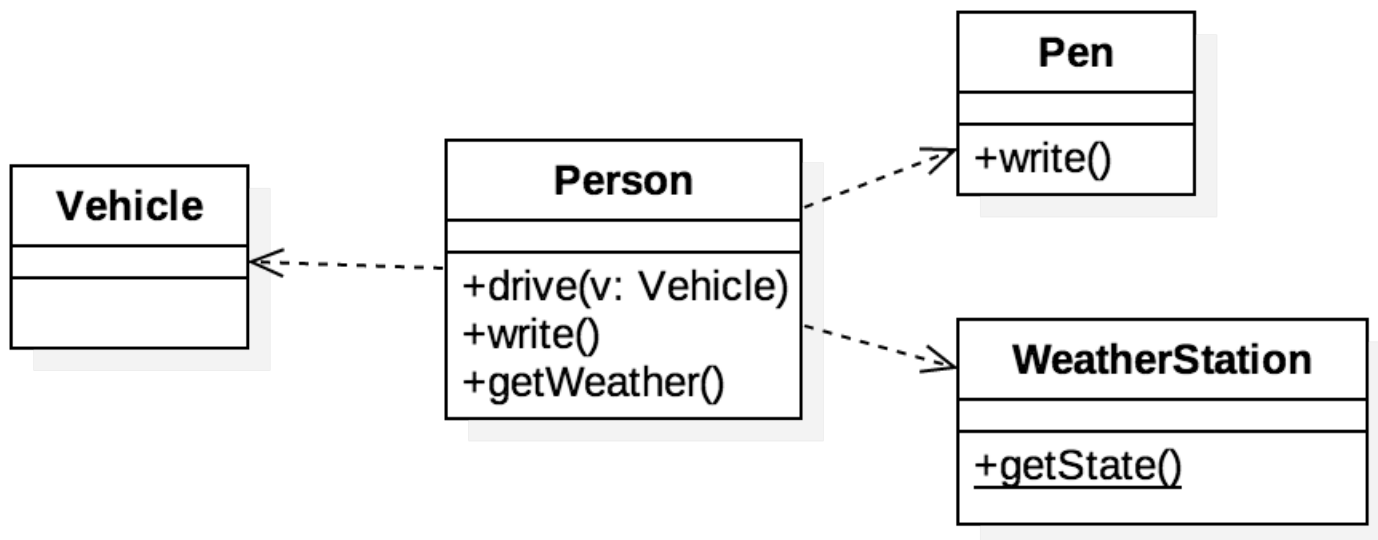 Vehicle
Person
+drive(v: Vehicle)
+write()
+getWeather()
Pen
+write()
WeatherStation
+getState()